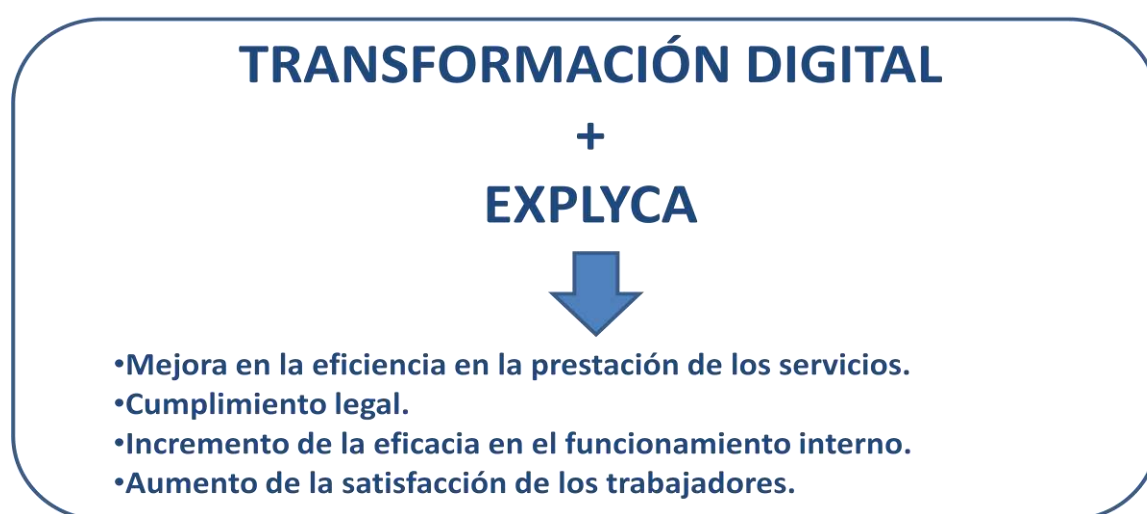 TRANSFORMACIÓN DIGITAL
+
EXPLYCA
•Mejora en la eficiencia en la prestación de los servicios.
•Cumplimiento legal.
•Incremento de la eficacia en el funcionamiento interno.
•Aumento de la satisfacción de los trabajadores.